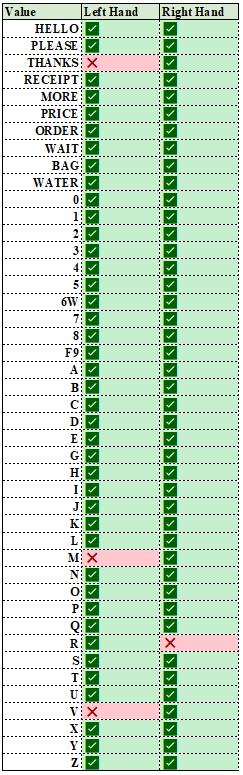 Value Left Hand Right Hand
HELLO ✓ ✓
PLEASE ✓ ✓
THANKS ✗ ✓
RECEIPT ✓ ✓
MORE ✓ ✓
PRICE ✓ ✓
ORDER ✓ ✓
WAIT ✓ ✓
BAG ✓ ✓
WATER ✓ ✓
0 ✓ ✓
1 ✓ ✓
2 ✓ ✓
3 ✓ ✓
4 ✓ ✓
5 ✓ ✓
6W ✓ ✓
7 ✓ ✓
8 ✓ ✓
F9 ✓ ✓
A ✓ ✓
B ✓ ✓
C ✓ ✓
D ✓ ✓
E ✓ ✓
G ✓ ✓
H ✓ ✓
I ✓ ✓
J ✓ ✓
K ✓ ✓
L ✓ ✓
M ✗ ✓
N ✓ ✓
O ✓ ✓
P ✓ ✓
Q ✓ ✓
R ✓ ✗
S ✓ ✓
T ✓ ✓
U ✓ ✓
V ✗ ✓
X ✓ ✓
Y ✓ ✓
Z ✓ ✓